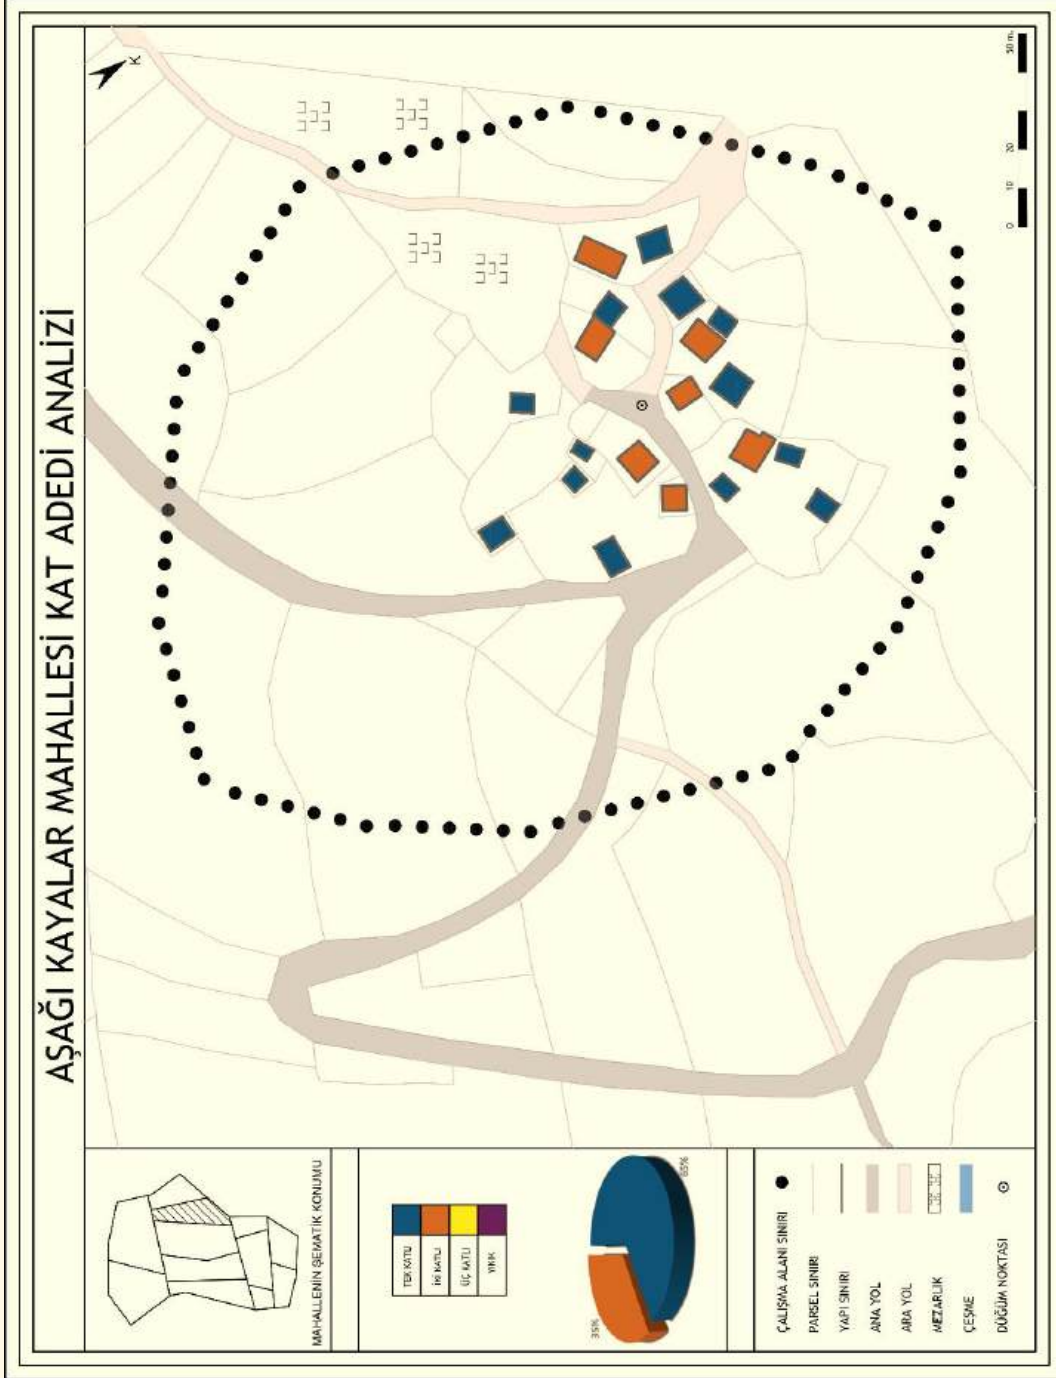 AŞAĞI KAYALAR MAHALLESİ KAT ADEDİ ANALİZİ
K
0 10 20 50 m.
MAHALLENİN ŞEMATİK KONUMU
TEK KATLI
İKİ KATLI
ÜÇ KATLI
YIKIK
35%
65%
ÇALIŞMA ALANI SINIRI
PARSEL SINIRI
YAPI SINIRI
ANA YOL
ARA YOL
MEZARLIK
ÇEŞME
DÜĞÜM NOKTASI